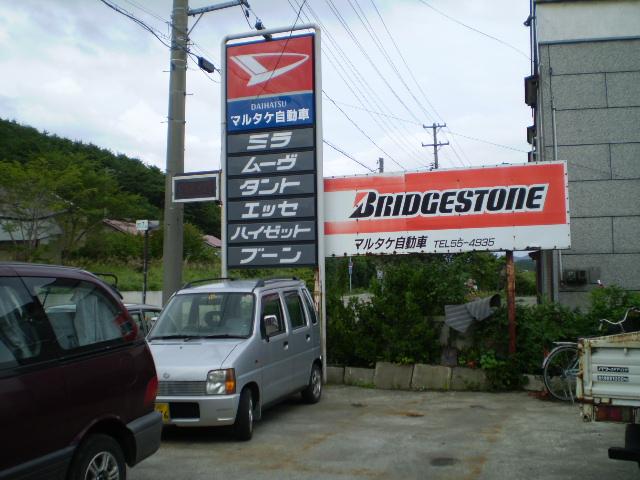 DAIHATSU
マルタケ自動車
ミラ
ムーヴ
タント
エッセ
ハイゼット
ブーン
BRIDGESTONE
マルタケ自動車 TEL55-4935